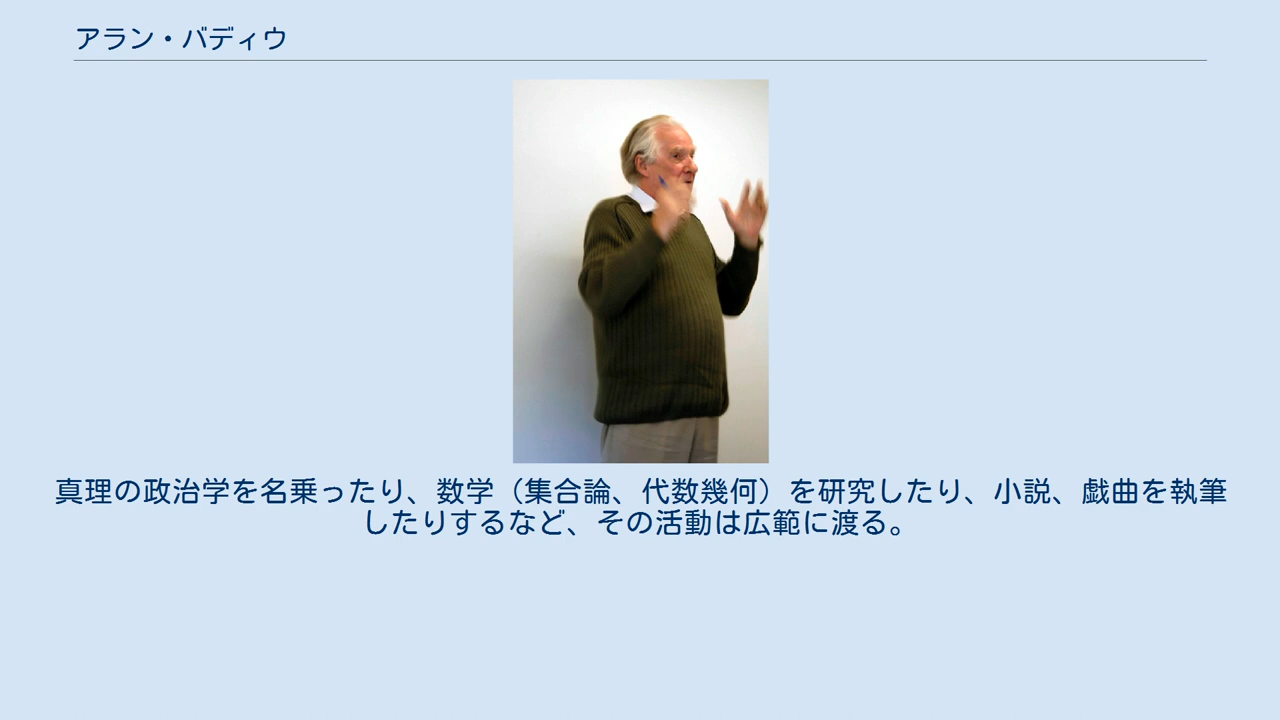 アラン・バディウ
真理の政治学を名乗ったり、数学（集合論、代数幾何）を研究したり、小説、戯曲を執筆
したりするなど、その活動は広範に渡る。